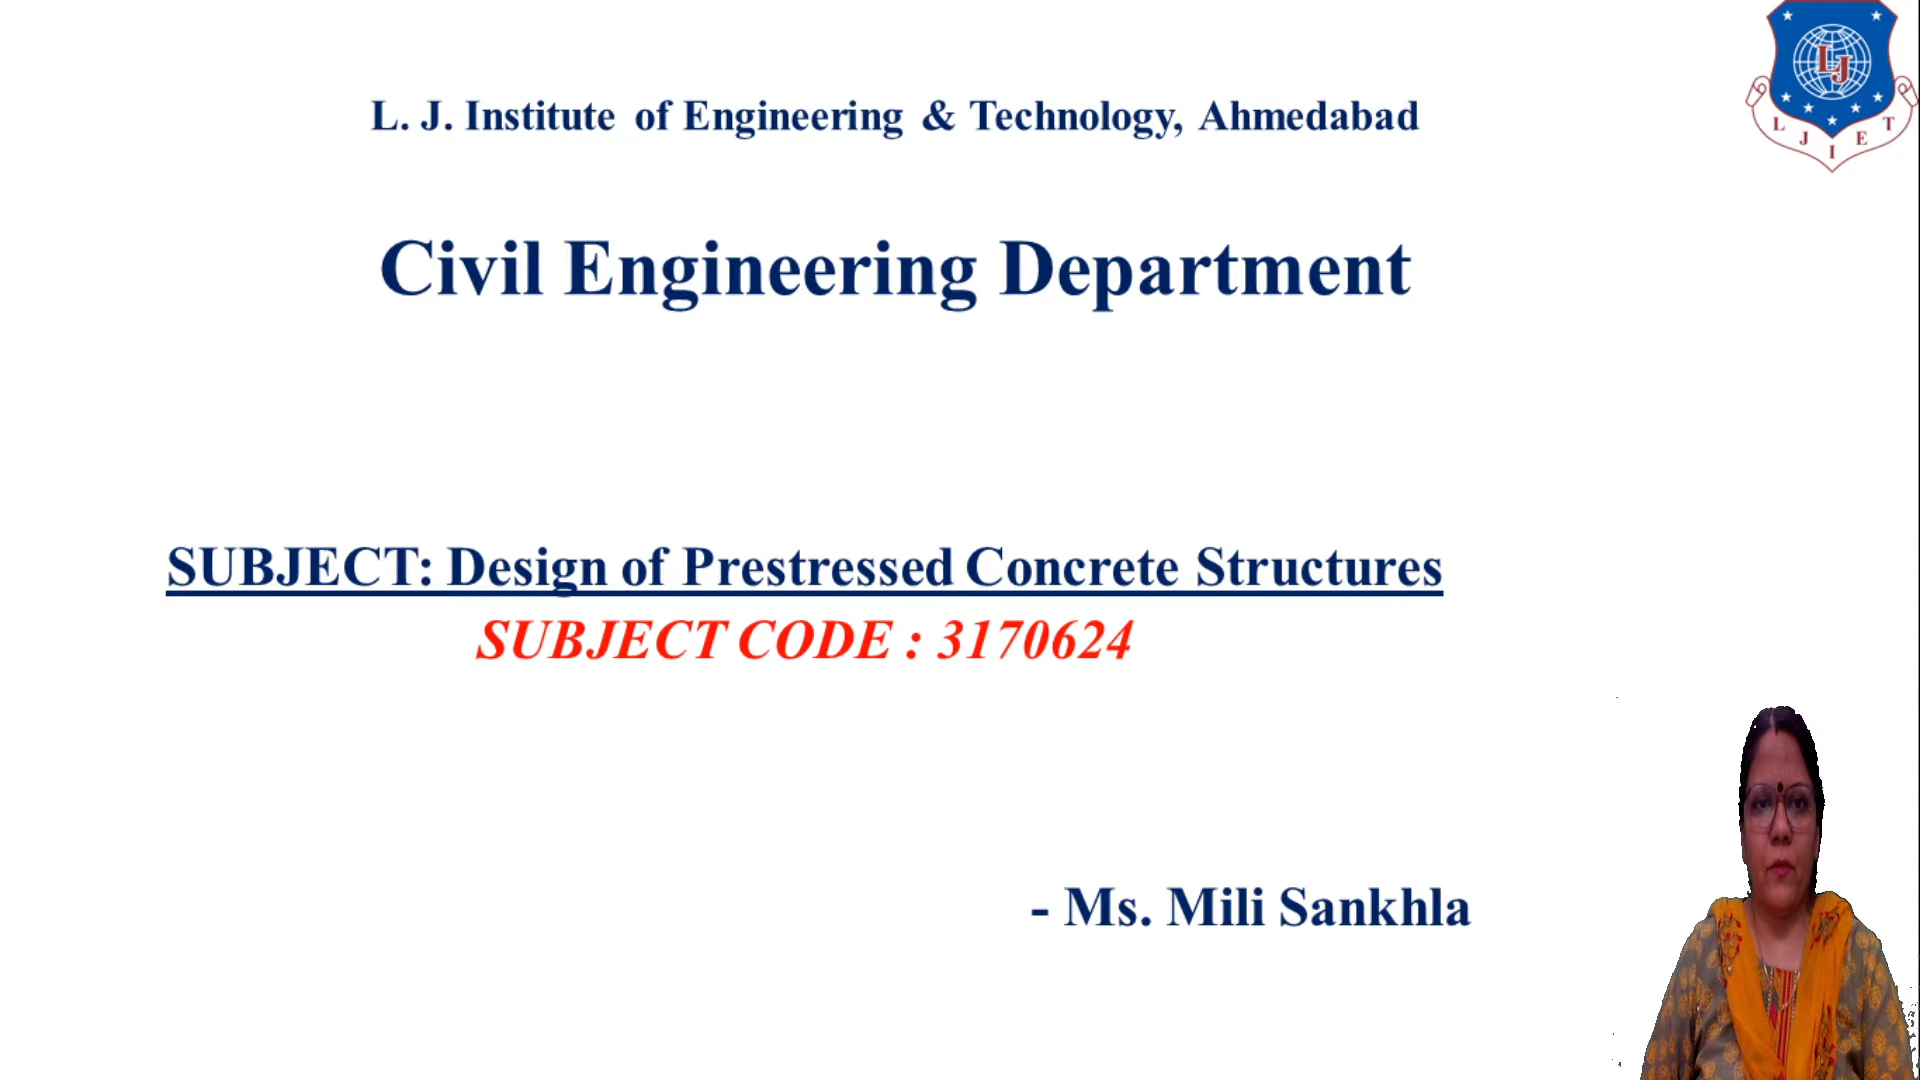 L. J. Institute of Engineering & Technology, Ahmedabad
LJ
L J I E T
Civil Engineering Department
SUBJECT: Design of Prestressed Concrete Structures
SUBJECT CODE : 3170624
- Ms. Mili Sankhla